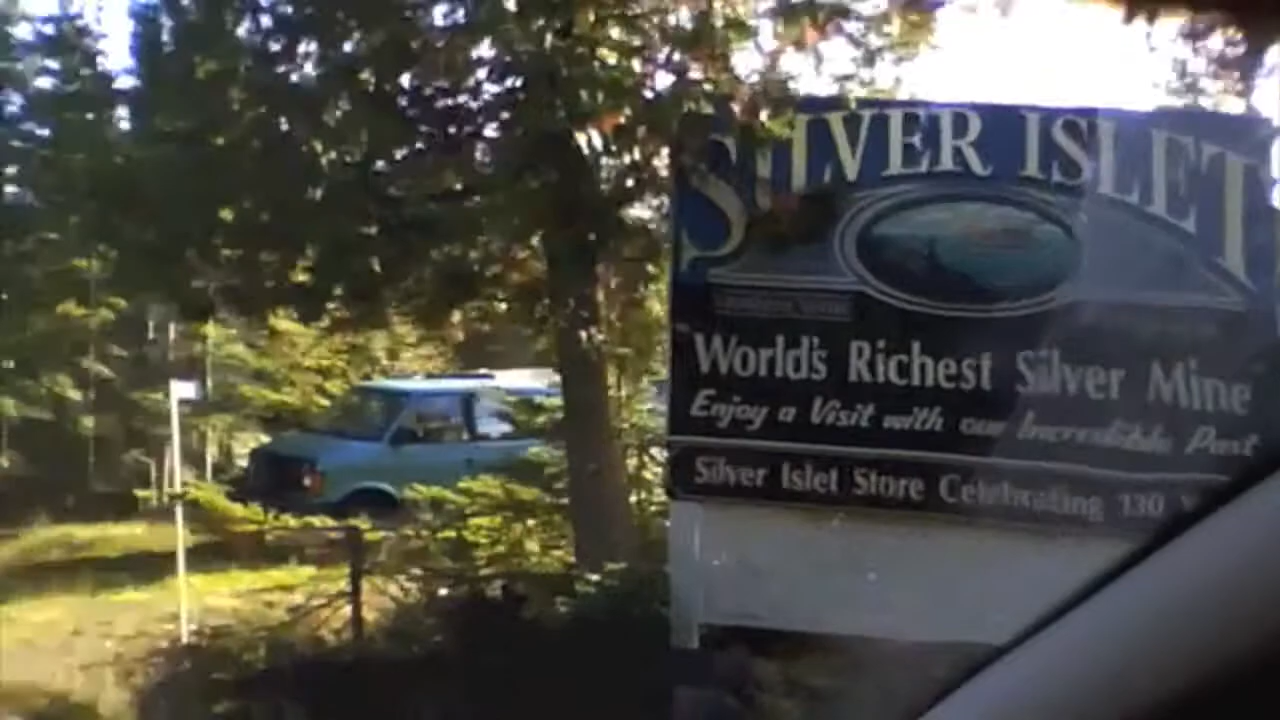 SILVER ISLET
World's Richest Silver Mine
Enjoy a Visit with our Incredible Past
Silver Islet Store Celebrating 130